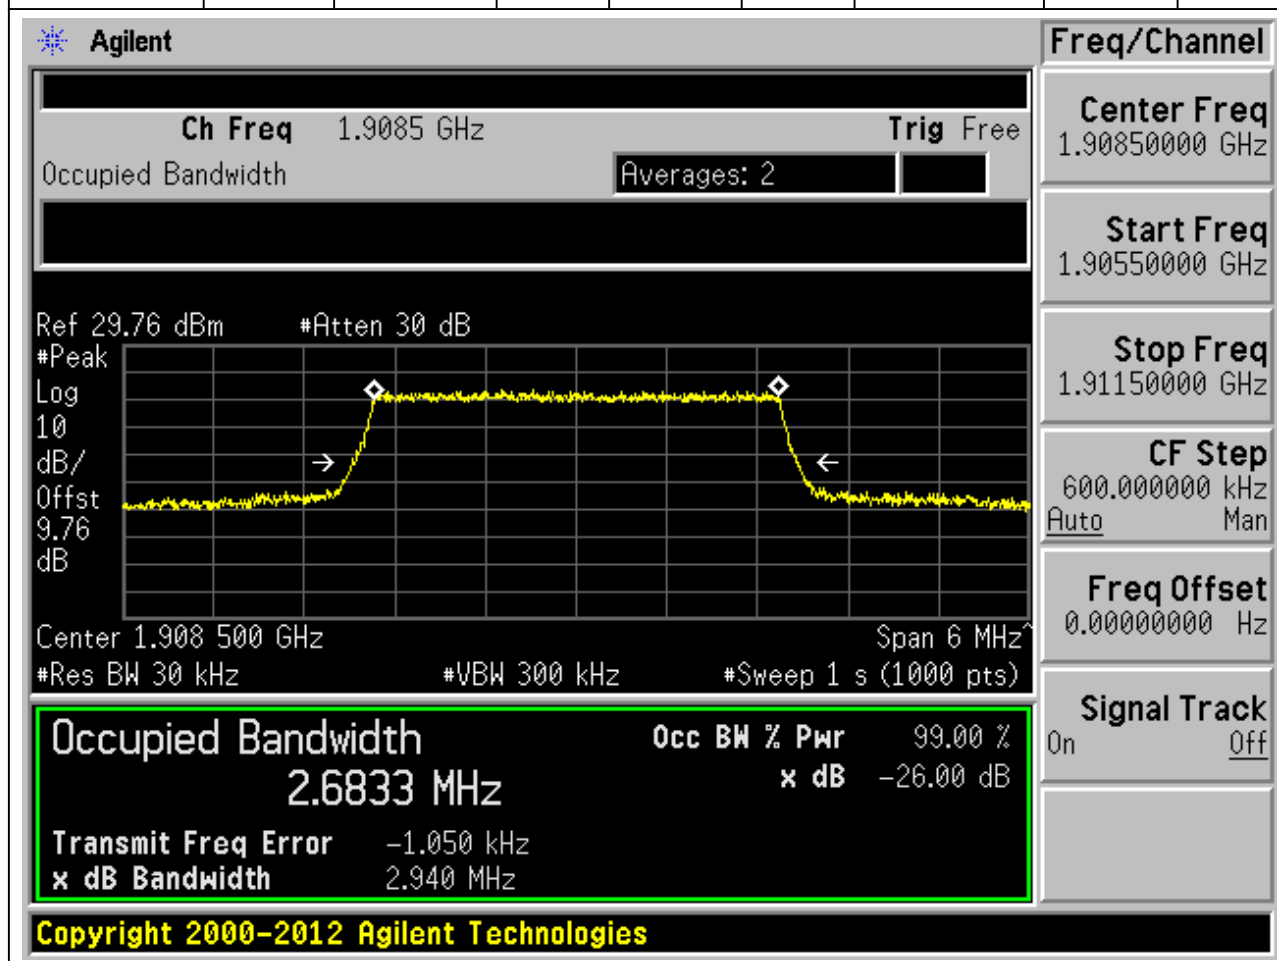 Agilent
Freq/Channel
Ch Freq 1.9085 GHz Trig Free
Occupied Bandwidth Averages: 2
Center Freq
1.90850000 GHz
Start Freq
1.90550000 GHz
Stop Freq
1.91150000 GHz
CF Step
600.000000 kHz
Auto Man
Freq Offset
0.00000000 Hz
Signal Track
On Off
Ref 29.76 dBm #Atten 30 dB
#Peak
Log
10
dB/
Offst
9.76
dB
Center 1.908 500 GHz Span 6 MHz^
#Res BW 30 kHz #VBW 300 kHz #Sweep 1 s (1000 pts)
Occupied Bandwidth Occ BW % Pwr 99.00 %
2.6833 MHz x dB -26.00 dB
Transmit Freq Error -1.050 kHz
x dB Bandwidth 2.940 MHz
Copyright 2000-2012 Agilent Technologies